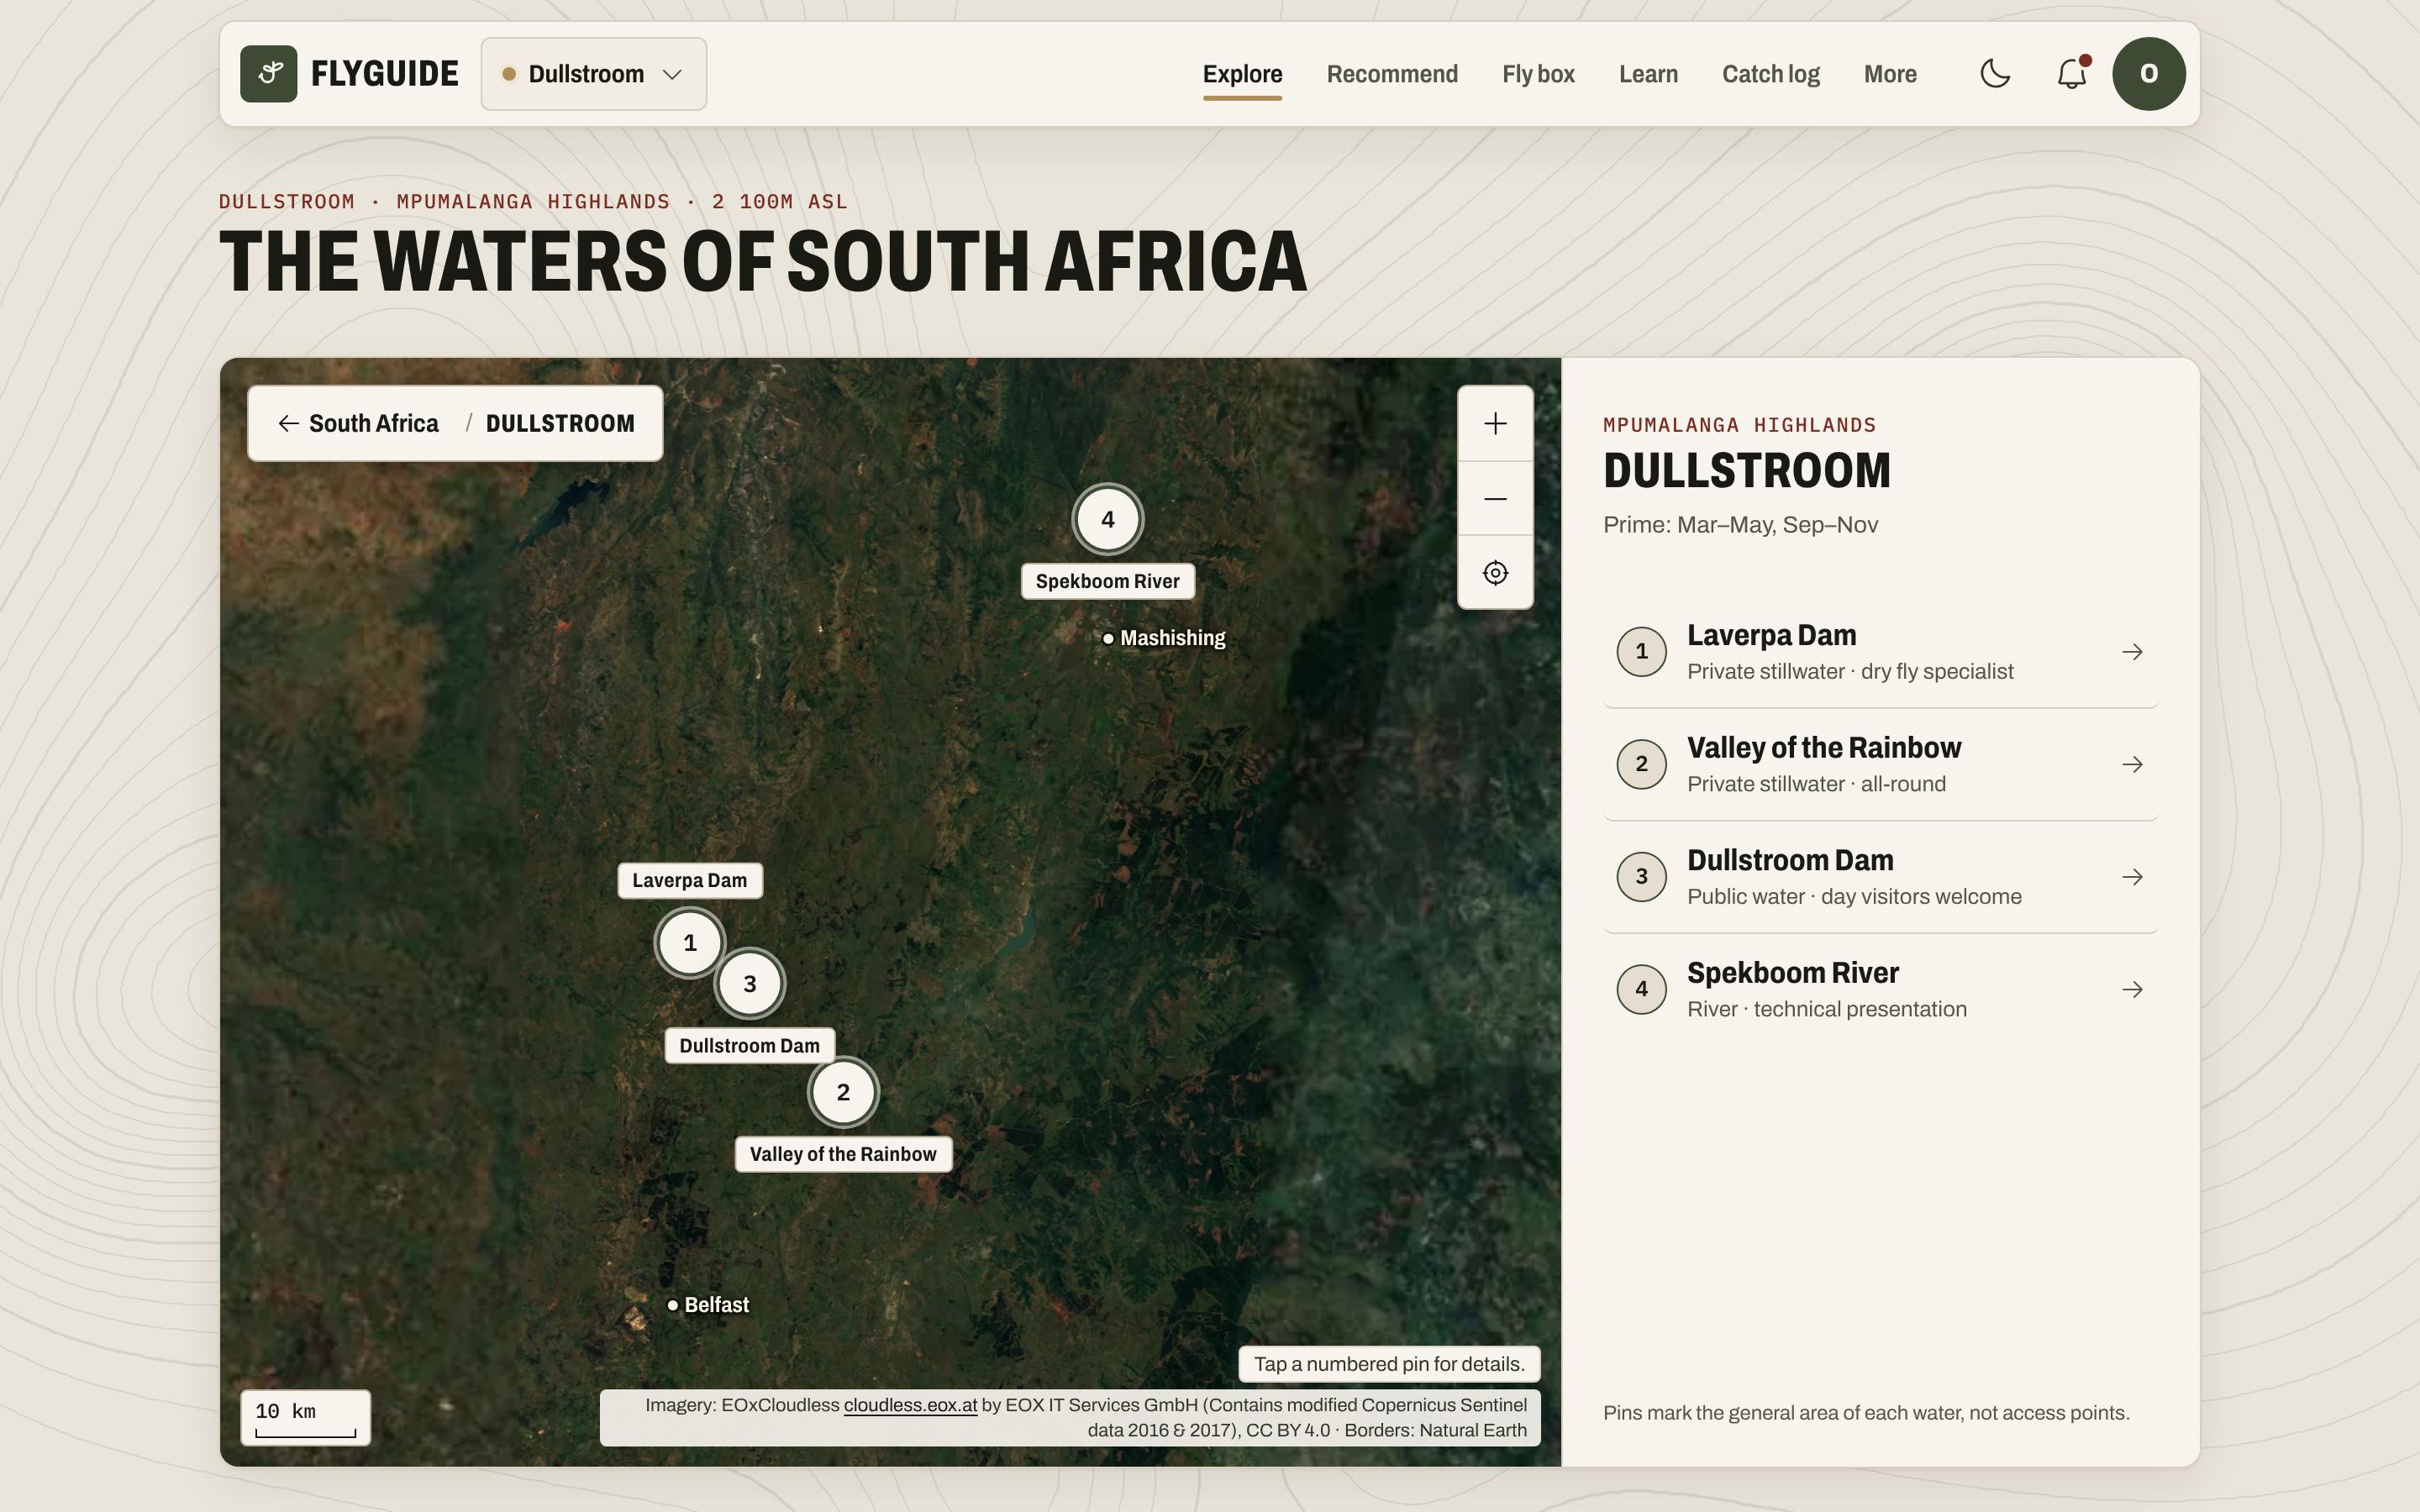 FLYGUIDE
Dullstroom
Explore
Recommend
Fly box
Learn
Catch log
More
O
DULLSTROOM · MPUMALANGA HIGHLANDS · 2 100M ASL
THE WATERS OF SOUTH AFRICA
← South Africa / DULLSTROOM
4
Spekboom River
Mashishing
Laverpa Dam
1
3
Dullstroom Dam
2
Valley of the Rainbow
Belfast
Tap a numbered pin for details.
10 km
Imagery: EOxCloudless cloudless.eox.at by EOX IT Services GmbH (Contains modified Copernicus Sentinel
data 2016 & 2017), CC BY 4.0 · Borders: Natural Earth
MPUMALANGA HIGHLANDS
DULLSTROOM
Prime: Mar–May, Sep–Nov
1
Laverpa Dam
Private stillwater · dry fly specialist
2
Valley of the Rainbow
Private stillwater · all-round
3
Dullstroom Dam
Public water · day visitors welcome
4
Spekboom River
River · technical presentation
Pins mark the general area of each water, not access points.